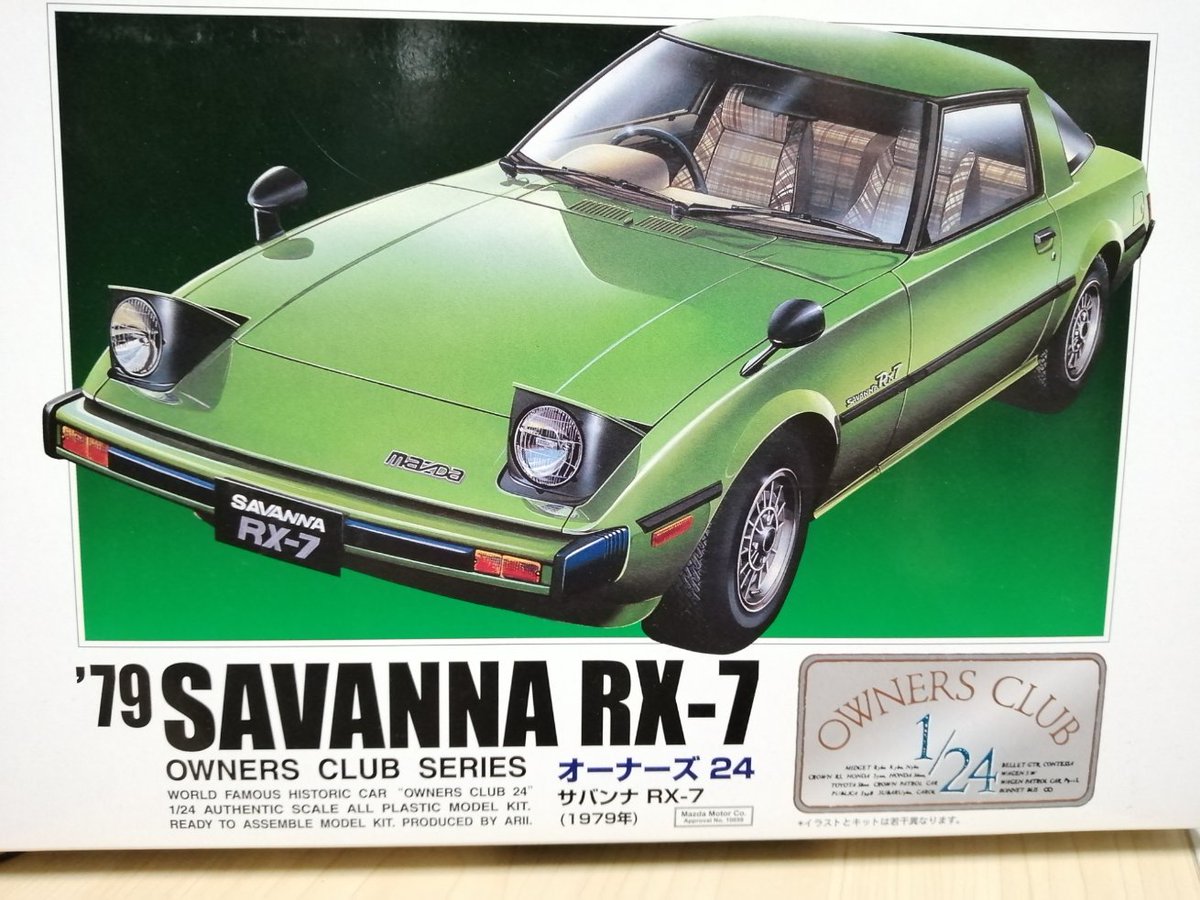 mazda
SAVANNA RX-7
SAVANNA
RX-7
'79 SAVANNA RX-7
OWNERS CLUB SERIES
WORLD FAMOUS HISTORIC CAR "OWNERS CLUB 24"
1/24 AUTHENTIC SCALE ALL PLASTIC MODEL KIT.
READY TO ASSEMBLE MODEL KIT. PRODUCED BY ARII.
オーナーズ 24
サバンナ RX-7
(1979年)
Mazda Motor Co.
Approval No.
OWNERS CLUB
1/24
*イラストとキットは若干異なります。